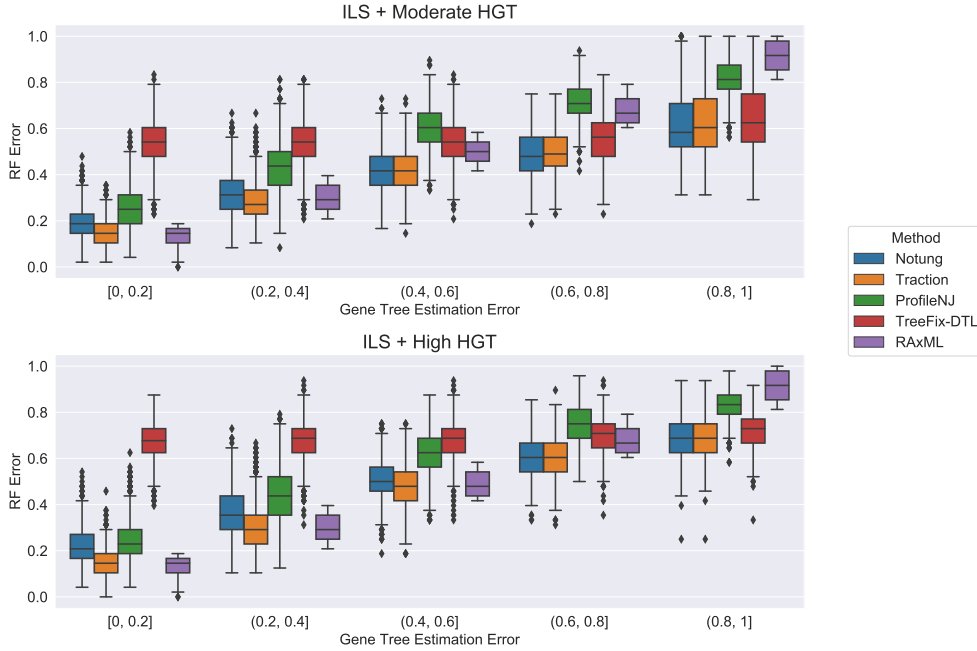 ILS + Moderate HGT
1.0
0.8
0.6
0.4
0.2
0.0
RF Error
[0, 0.2]
(0.2, 0.4]
(0.4, 0.6]
(0.6, 0.8]
(0.8, 1]
Gene Tree Estimation Error
ILS + High HGT
1.0
0.8
0.6
0.4
0.2
0.0
RF Error
[0, 0.2]
(0.2, 0.4]
(0.4, 0.6]
(0.6, 0.8]
(0.8, 1]
Gene Tree Estimation Error
Method
Notung
Traction
ProfileNJ
TreeFix-DTL
RAxML